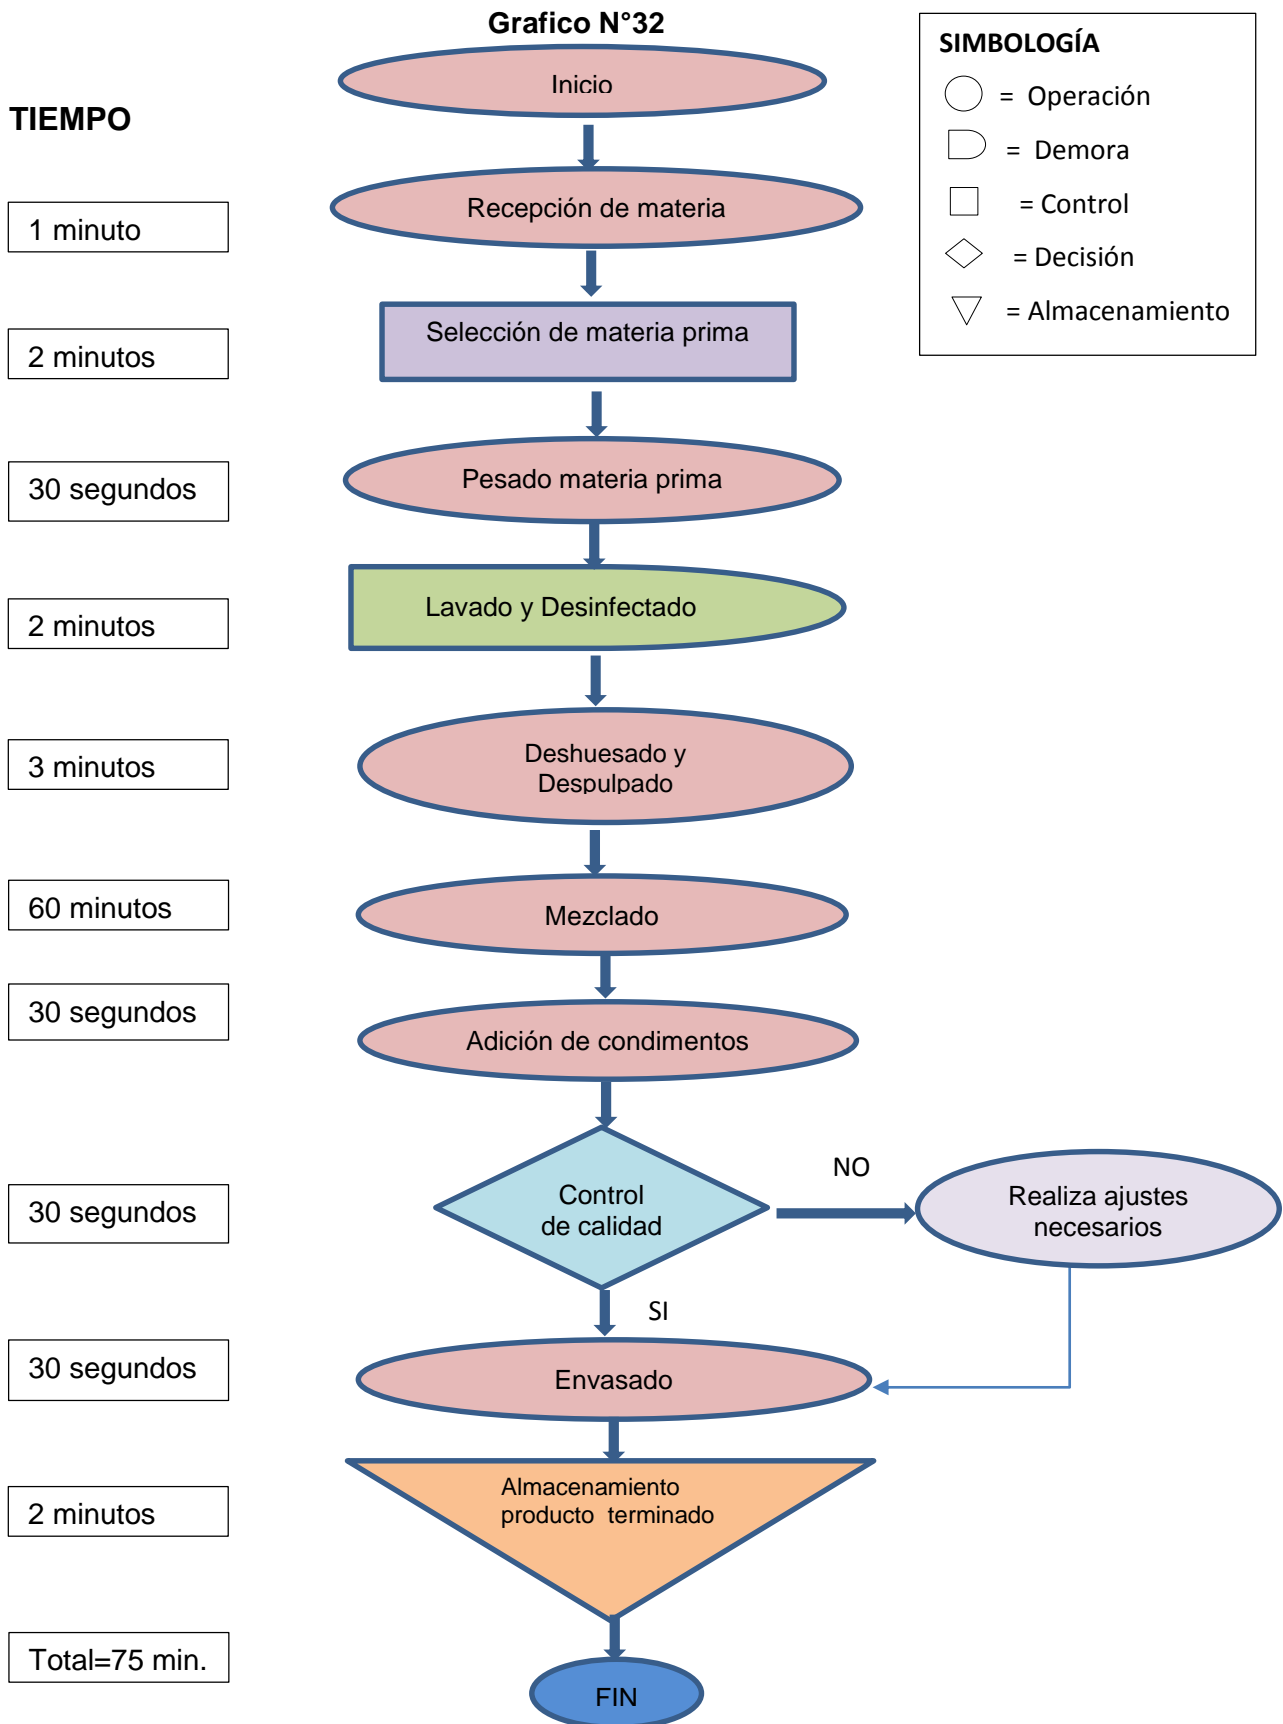 Grafico N°32
SIMBOLOGÍA
= Operación
= Demora
= Control
= Decisión
= Almacenamiento
TIEMPO
Inicio
1 minuto
Recepción de materia
2 minutos
Selección de materia prima
30 segundos
Pesado materia prima
2 minutos
Lavado y Desinfectado
3 minutos
Deshuesado y
Despulpado
60 minutos
Mezclado
30 segundos
Adición de condimentos
30 segundos
Control
de calidad
NO
Realiza ajustes
necesarios
SI
30 segundos
Envasado
2 minutos
Almacenamiento
producto terminado
Total=75 min.
FIN